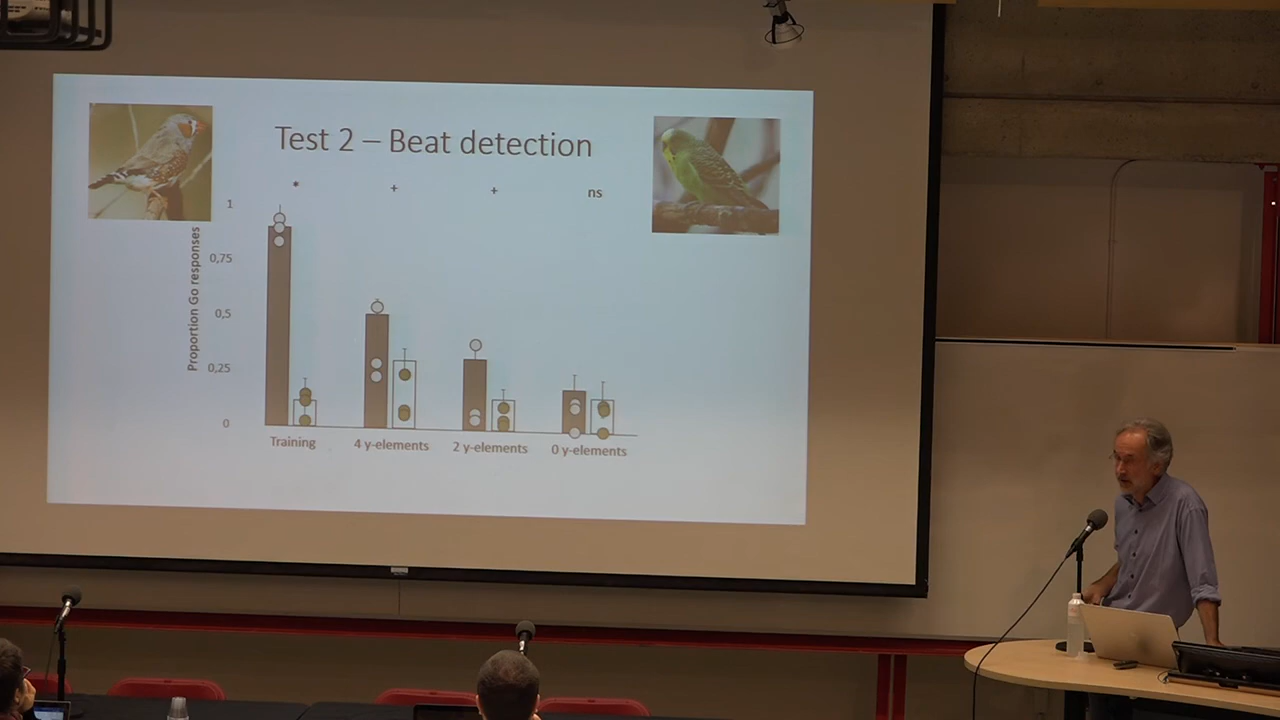 Test 2 – Beat detection
* + + ns
Proportion Go responses
1
0,75
0,5
0,25
0
Training 4 y-elements 2 y-elements 0 y-elements